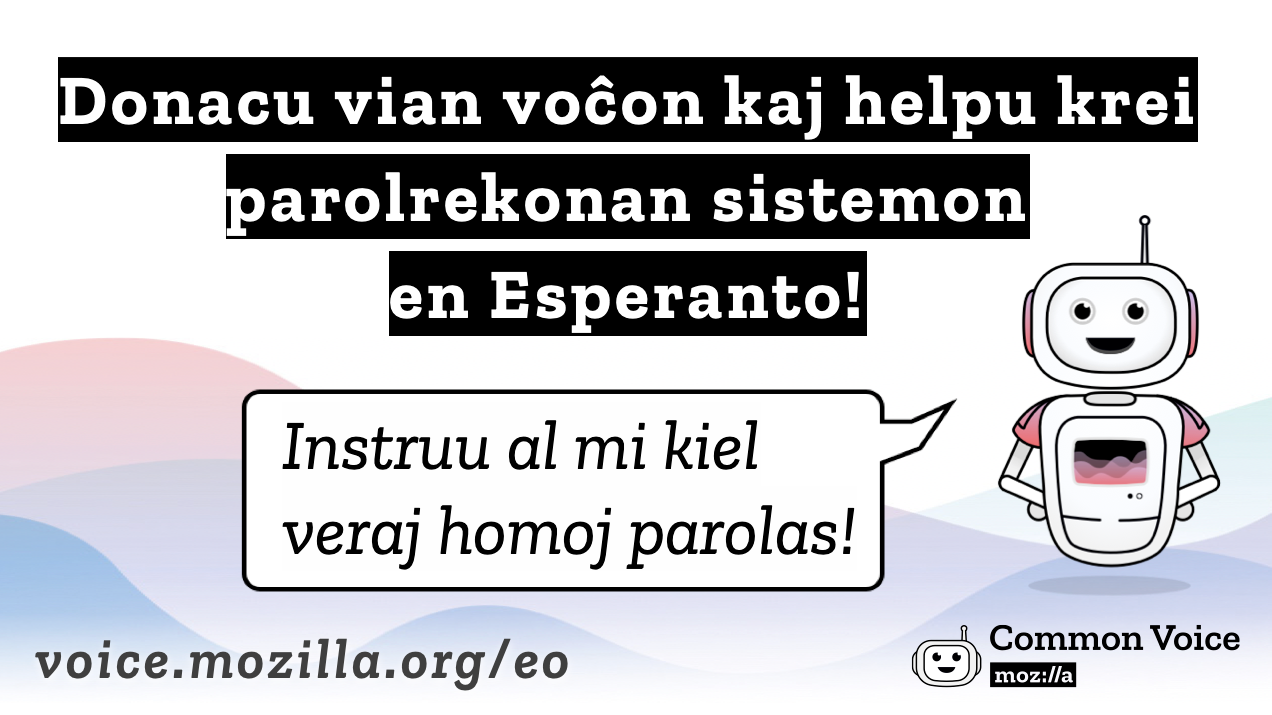 Donacu vian voĉon kaj helpu krei
parolrekonan sistemon
en Esperanto!
Instruu al mi kiel
veraj homoj parolas!
voice.mozilla.org/eo
Common Voice
moz://a